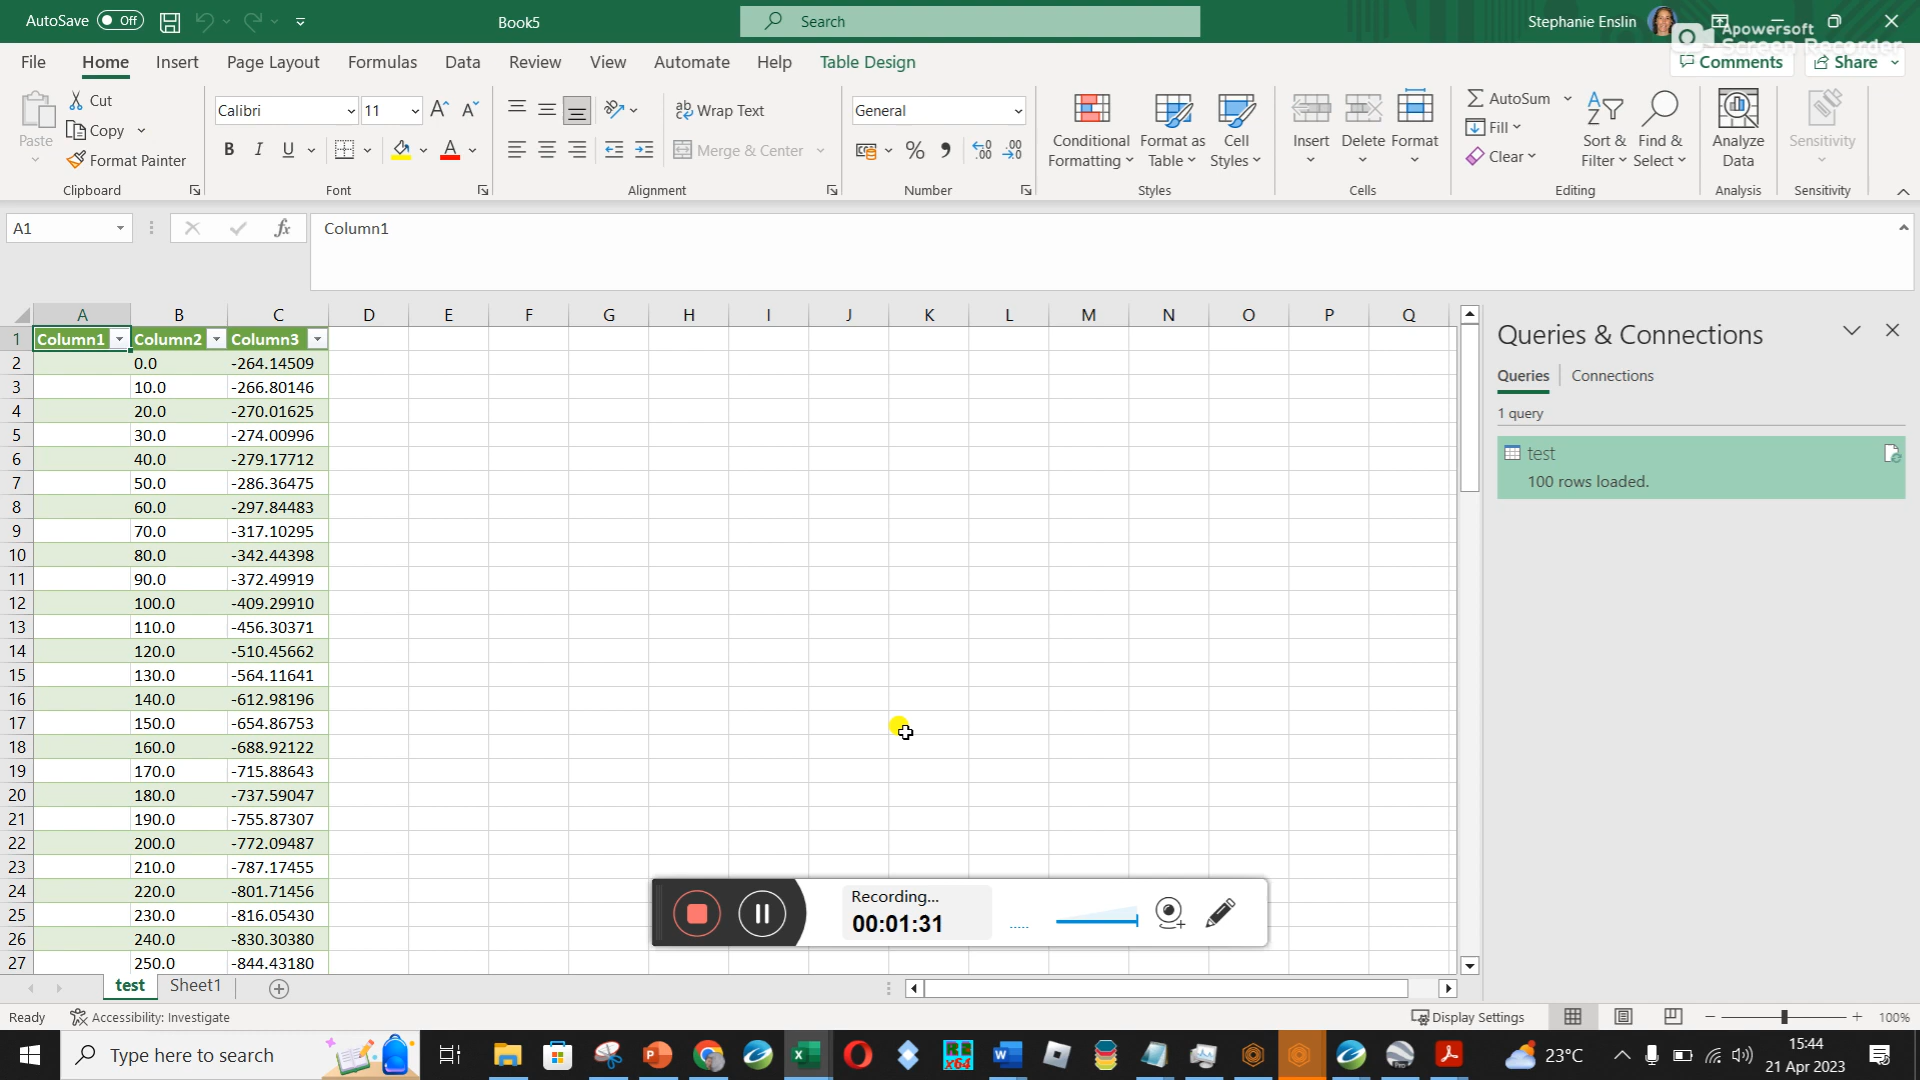 AutoSave Off Book5 Search Stephanie Enslin
Apowersoft
Screen Recorder
File Home Insert Page Layout Formulas Data Review View Automate Help Table Design Comments Share
Paste Cut Copy Format Painter Clipboard
Calibri 11 B I U A Font
Wrap Text Merge & Center Alignment
General % Number
Conditional Formatting Format as Table Cell Styles Styles
Insert Delete Format Cells
AutoSum Fill Clear Sort & Filter Find & Select Editing
Analyze Data Analysis
Sensitivity Sensitivity
A1 fx Column1
A B C D E F G H I J K L M N O P Q
1 Column1 Column2 Column3
2 0.0 -264.14509
3 10.0 -266.80146
4 20.0 -270.01625
5 30.0 -274.00996
6 40.0 -279.17712
7 50.0 -286.36475
8 60.0 -297.84483
9 70.0 -317.10295
10 80.0 -342.44398
11 90.0 -372.49919
12 100.0 -409.29910
13 110.0 -456.30371
14 120.0 -510.45662
15 130.0 -564.11641
16 140.0 -612.98196
17 150.0 -654.86753
18 160.0 -688.92122
19 170.0 -715.88643
20 180.0 -737.59047
21 190.0 -755.87307
22 200.0 -772.09487
23 210.0 -787.17455
24 220.0 -801.71456
25 230.0 -816.05430
26 240.0 -830.30380
27 250.0 -844.43180
Queries & Connections
Queries Connections
1 query
test
100 rows loaded.
Recording...
00:01:31
test Sheet1
Ready Accessibility: Investigate Display Settings 100%
Type here to search 23°C 15:44
21 Apr 2023